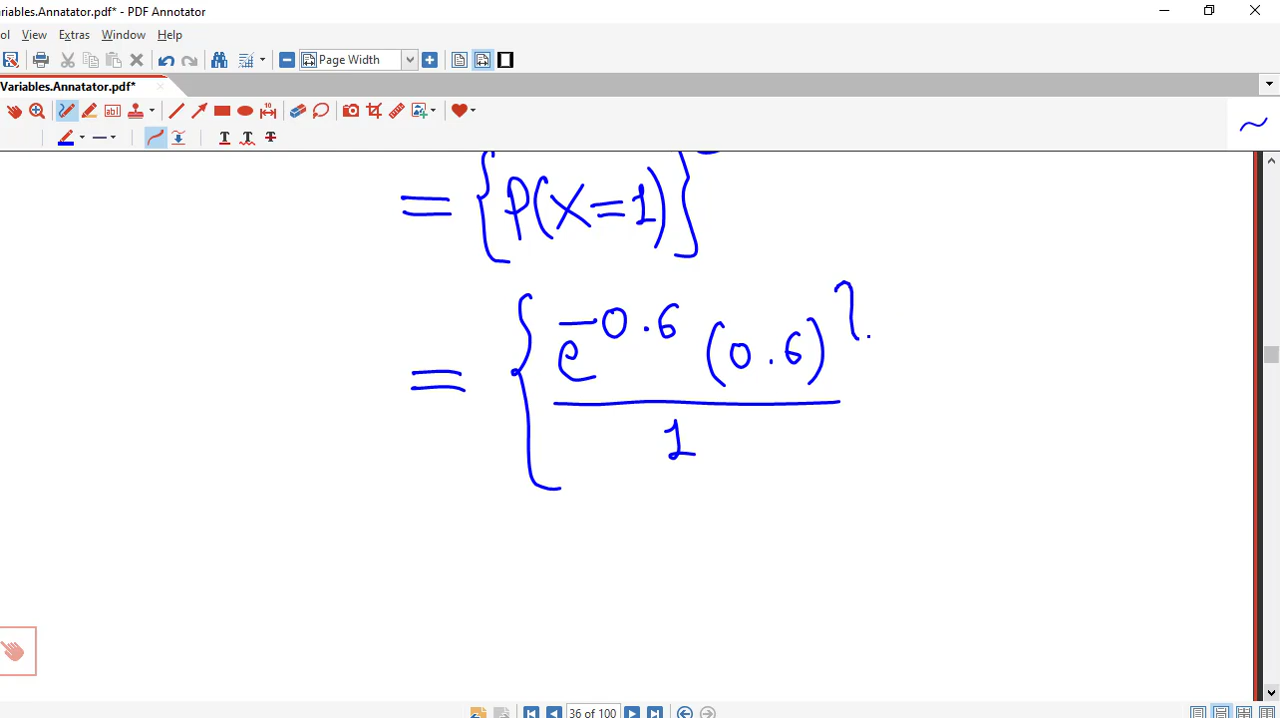 ariables.Annatator.pdf* - PDF Annotator
ol View Extras Window Help
Page Width
Variables.Annatator.pdf*
= {P(X=1)}
= { e^-0.6 (0.6) }
1
36 of 100